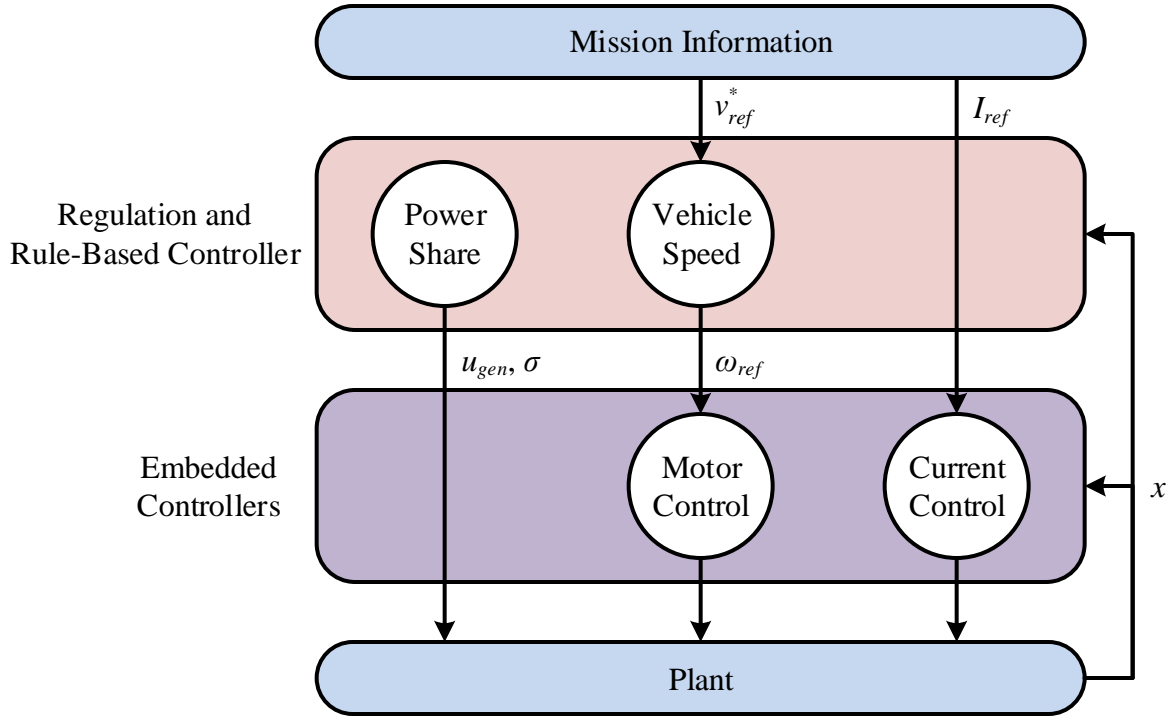 Mission Information
v*ref
Iref
Regulation and
Rule-Based Controller
Power
Share
Vehicle
Speed
ugen, σ
ωref
Embedded
Controllers
Motor
Control
Current
Control
x
Plant